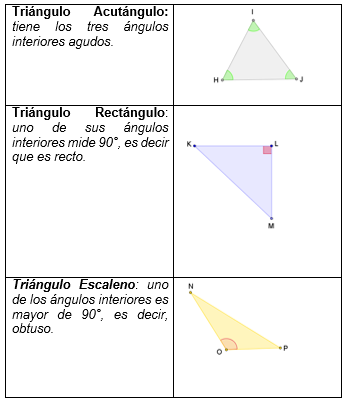 Triángulo Acutángulo:
tiene los tres ángulos
interiores agudos.
I
H
J
Triángulo Rectángulo:
uno de sus ángulos
interiores mide 90°, es decir
que es recto.
K
L
M
Triángulo Escaleno: uno
de los ángulos interiores es
mayor de 90°, es decir,
obtuso.
N
O
P